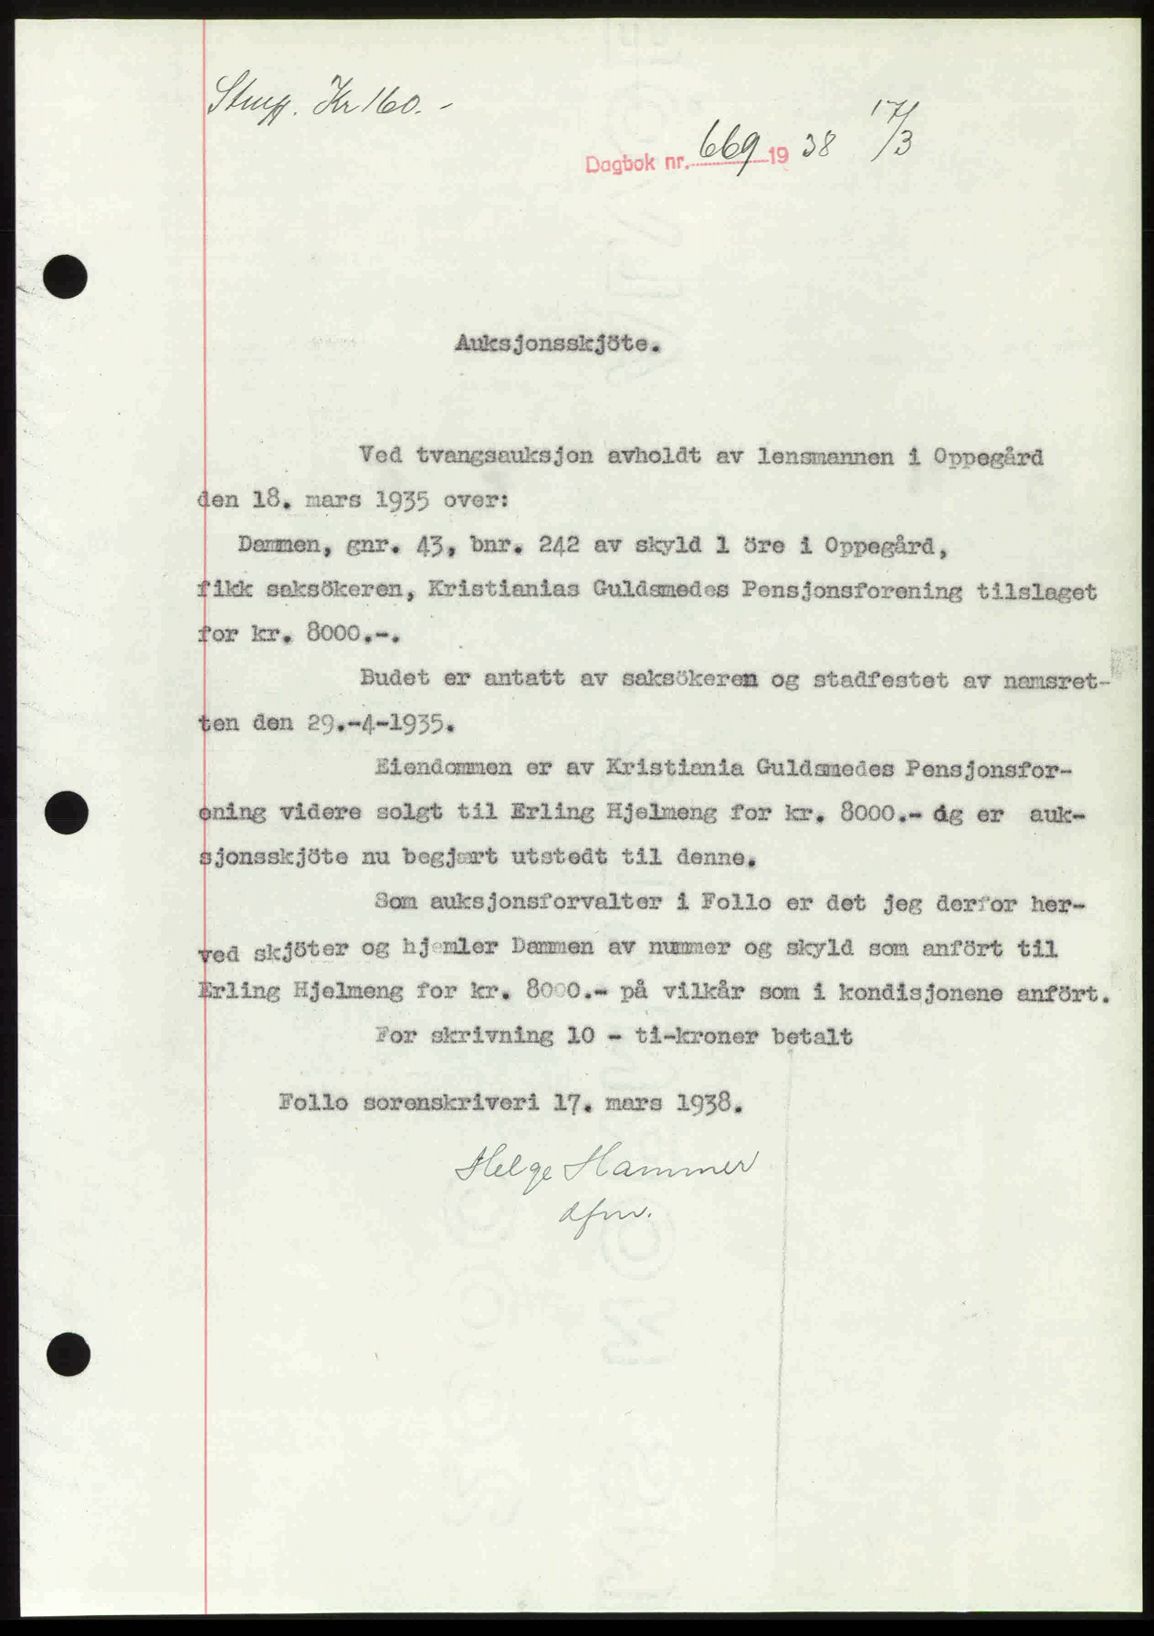 Stmpf. Kr 160.-
Dagbok nr. 669 1938 17/3
Auksjonsskjöte.
Ved tvangsauksjon avholdt av lensmannen i Oppegård
den 18. mars 1935 over:
Dammen, gnr. 43, bnr. 242 av skyld 1 öre i Oppegård,
fikk saksökeren, Kristianias Guldsmedes Pensjonsforening tilslaget
for kr. 8000.-.
Budet er antatt av saksökeren og stadfestet av namsret-
ten den 29.-4-1935.
Eiendommen er av Kristiania Guldsmedes Pensjonsfor-
ening videre solgt til Erling Hjelmeng for kr. 8000.- og er auk-
sjonsskjöte nu begjært utstedt til denne.
Som auksjonsforvalter i Follo er det jeg derfor her-
ved skjöter og hjemler Dammen av nummer og skyld som anfört til
Erling Hjelmeng for kr. 8000.- på vilkår som i kondisjonene anfört.
For skrivning 10 - ti-kroner betalt
Follo sorenskriveri 17. mars 1938.
Helge Hammer
dfm.